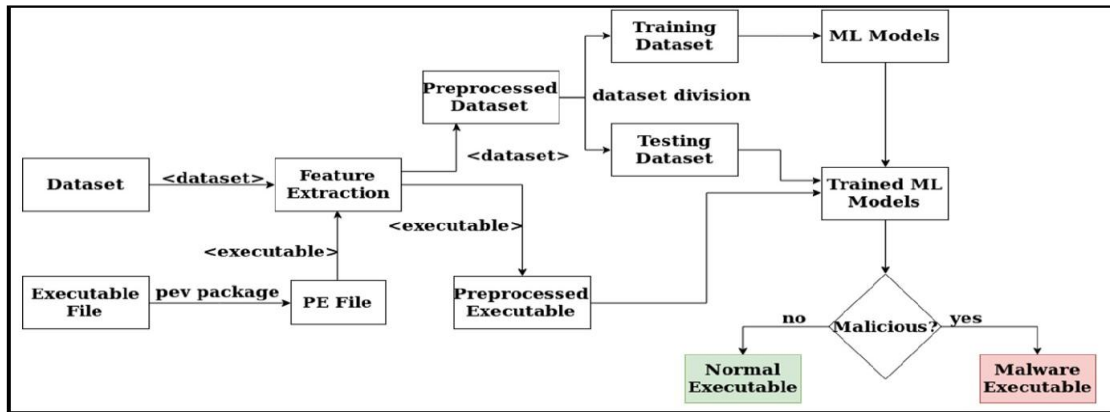 Training
Dataset
ML Models
Preprocessed
Dataset
dataset division
Testing
Dataset
<dataset>
Dataset
<dataset>
Feature
Extraction
Trained ML
Models
<executable>
<executable>
Executable
File
pev package
PE File
Preprocessed
Executable
no
Malicious?
yes
Normal
Executable
Malware
Executable